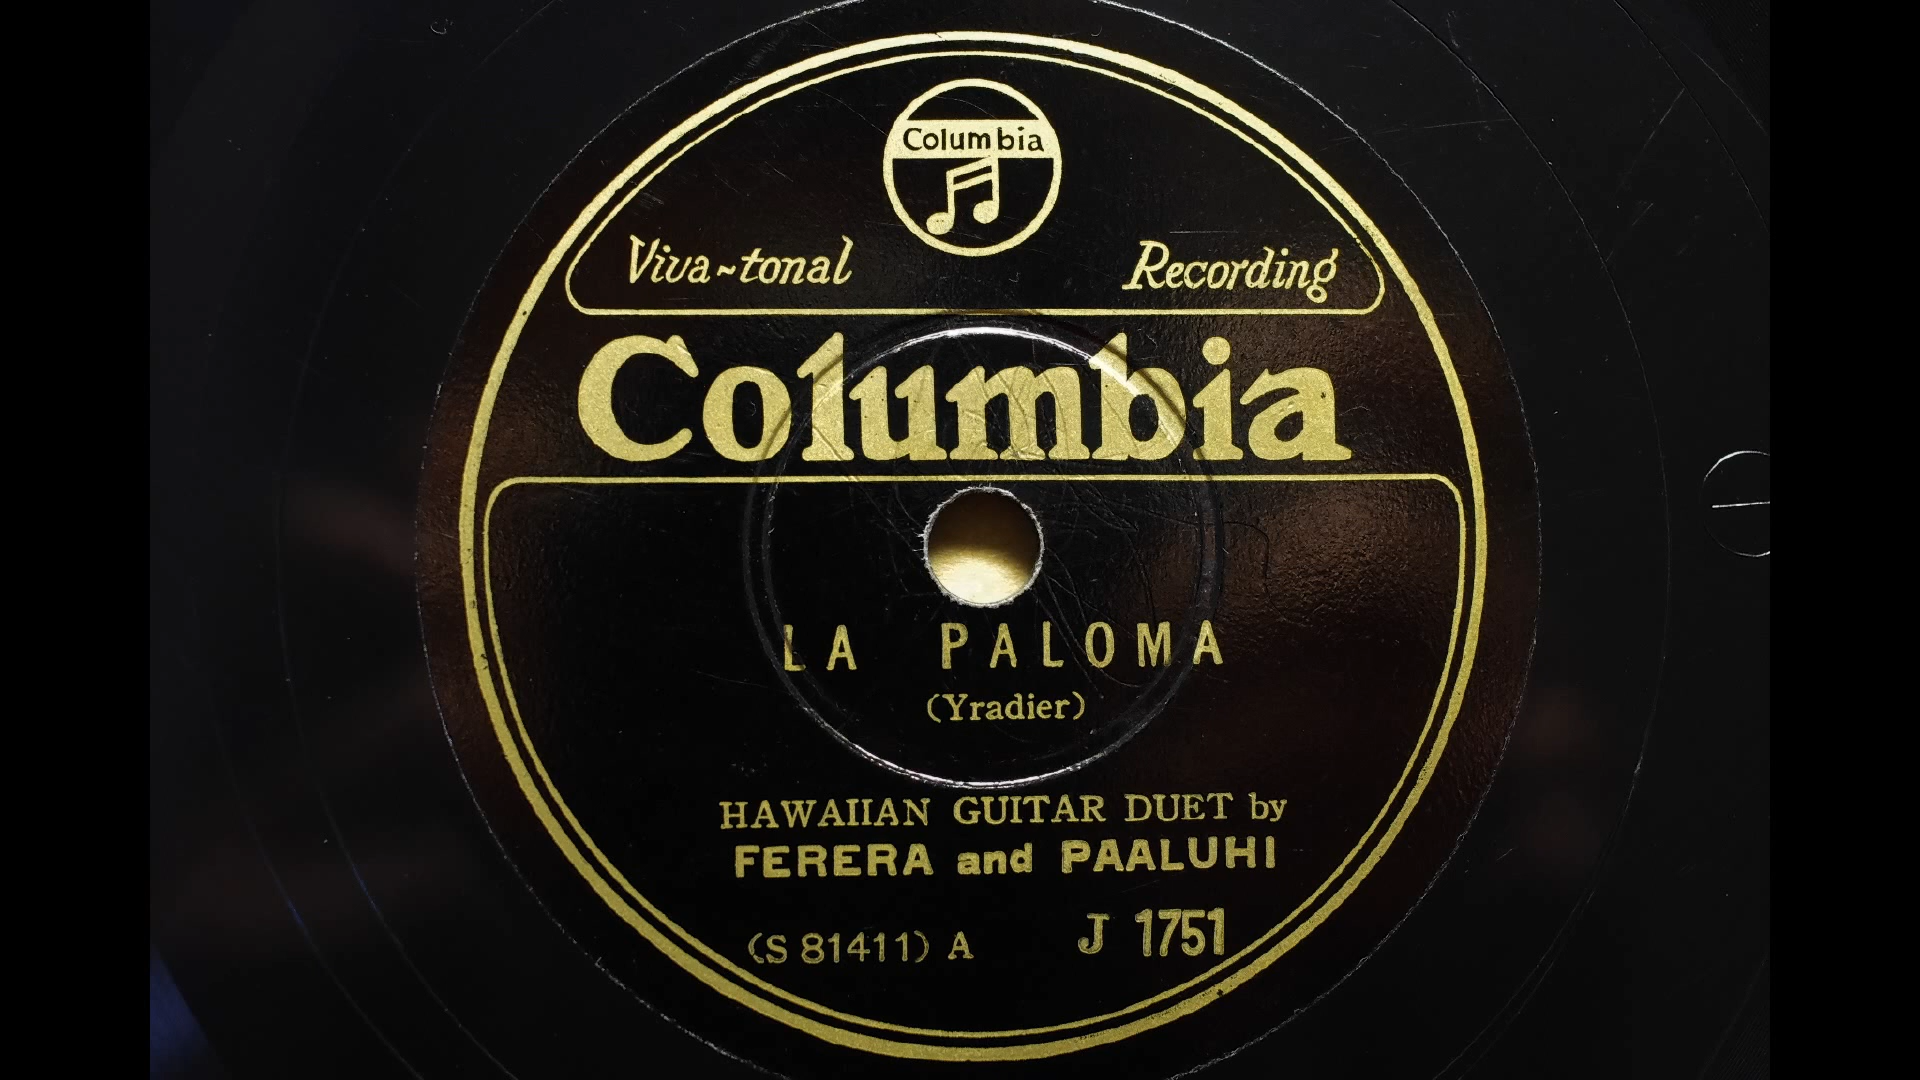 Columbia
Viva~tonal Recording
Columbia
LA PALOMA
(Yradier)
HAWAIIAN GUITAR DUET by
FERERA and PAALUHI
(S 81411) A J 1751